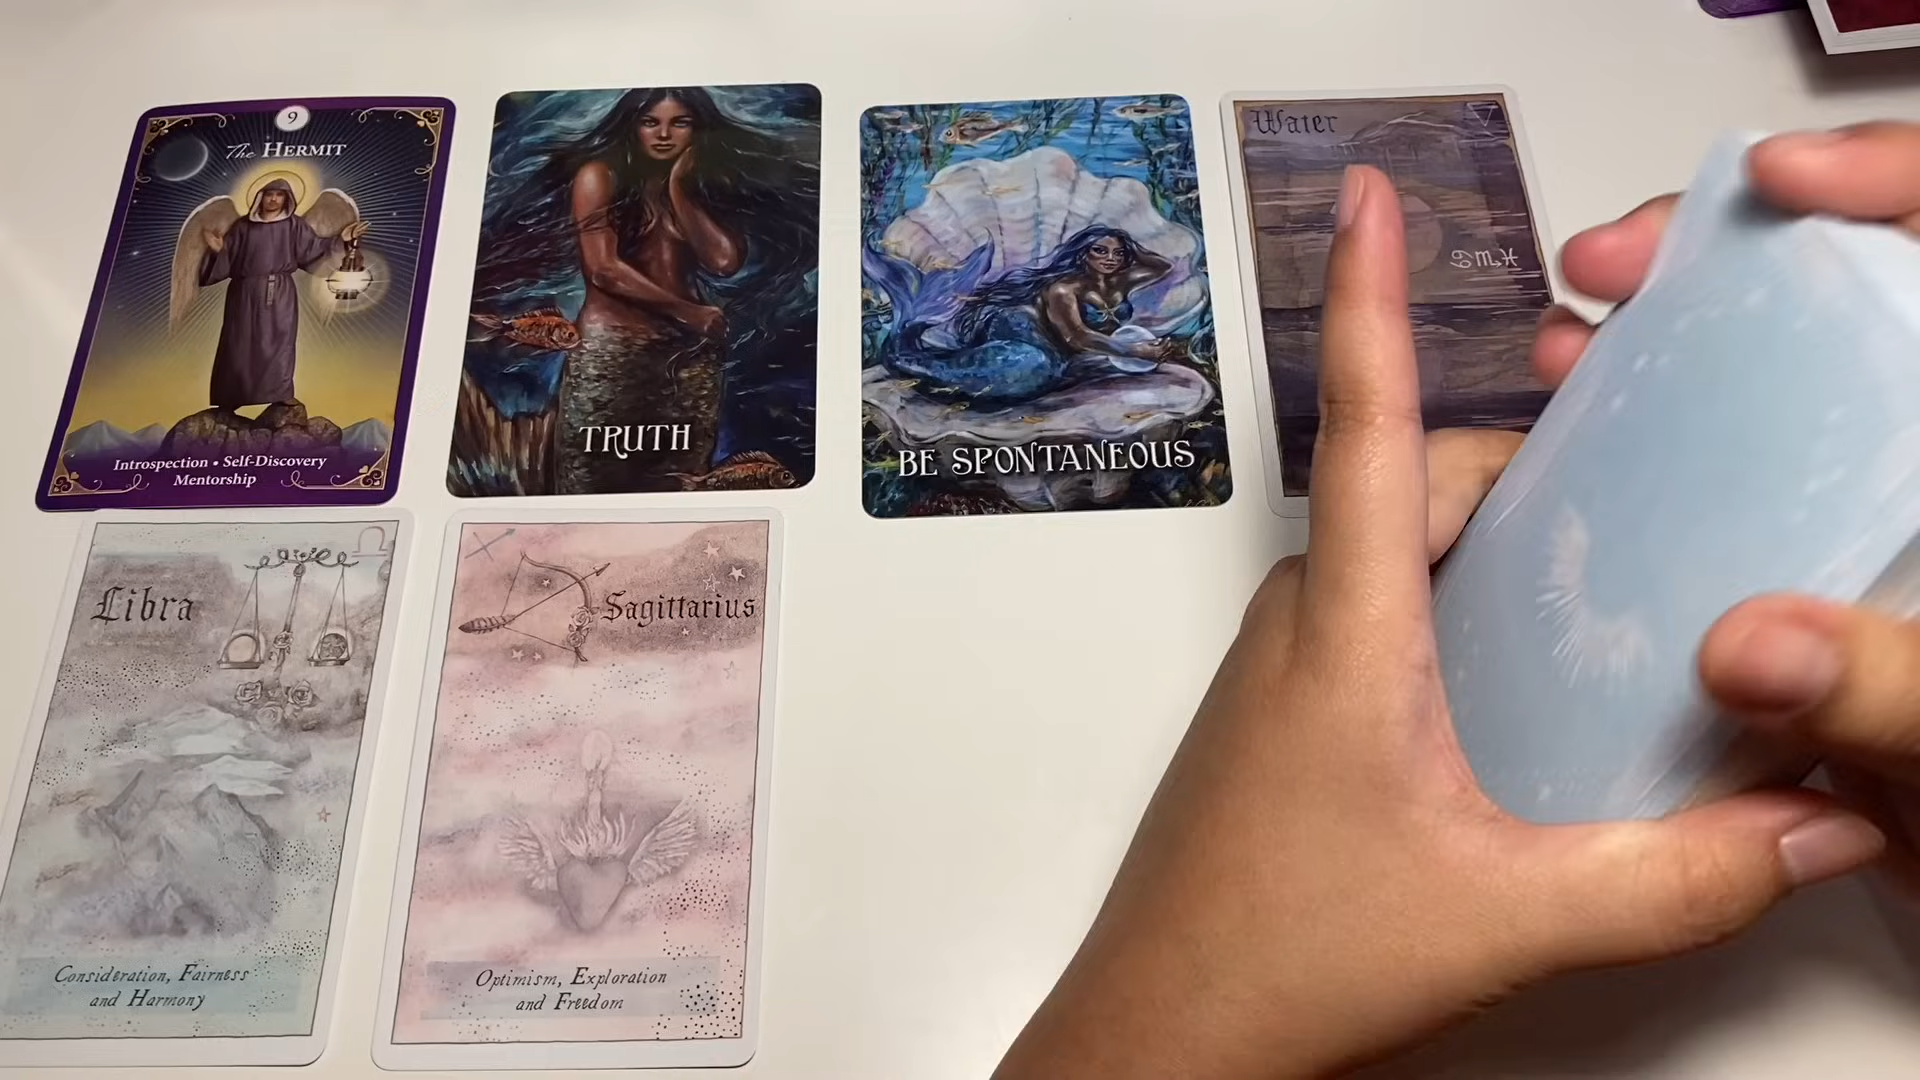 9
The HERMIT
Introspection • Self-Discovery
Mentorship
TRUTH
BE SPONTANEOUS
Water
Libra
Consideration, Fairness
and Harmony
Sagittarius
Optimism, Exploration
and Freedom